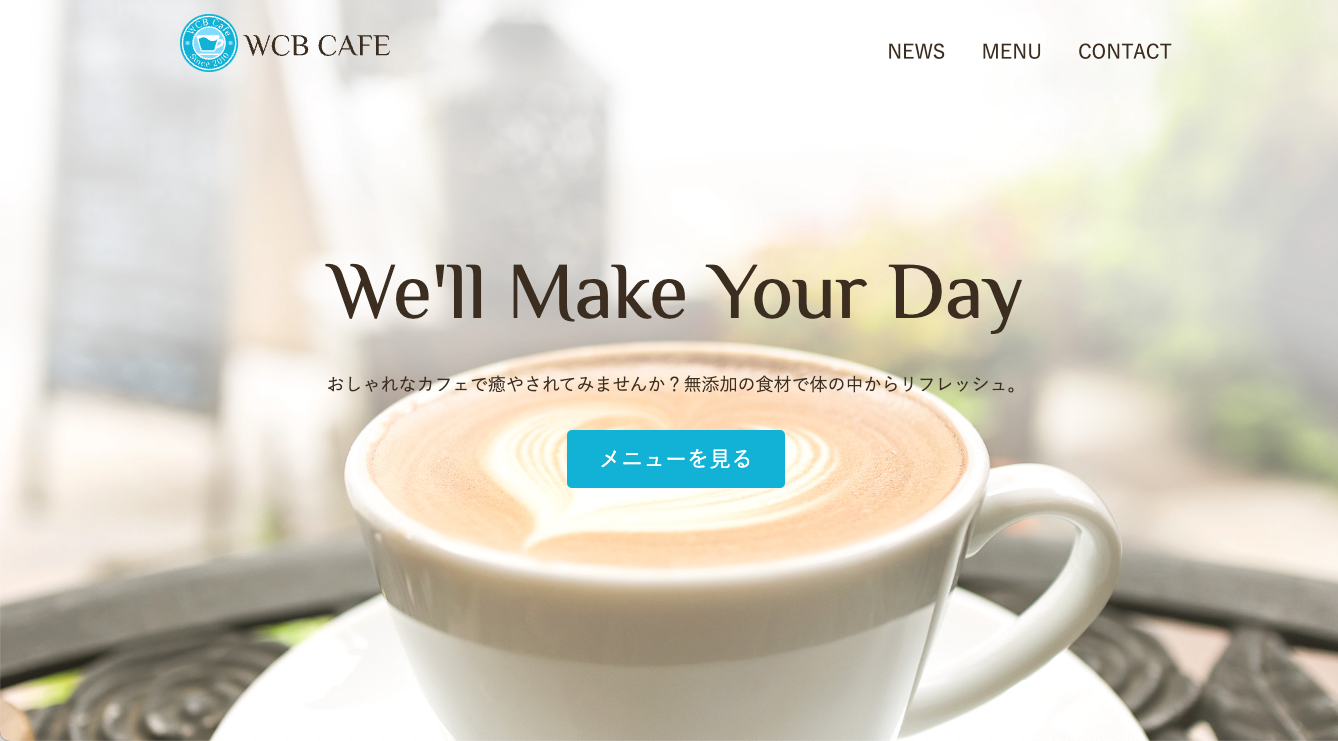 WCB Cafe
Since 2010
WCB CAFE
NEWS MENU CONTACT
We'll Make Your Day
おしゃれなカフェで癒やされてみませんか？無添加の食材で体の中からリフレッシュ。
メニューを見る